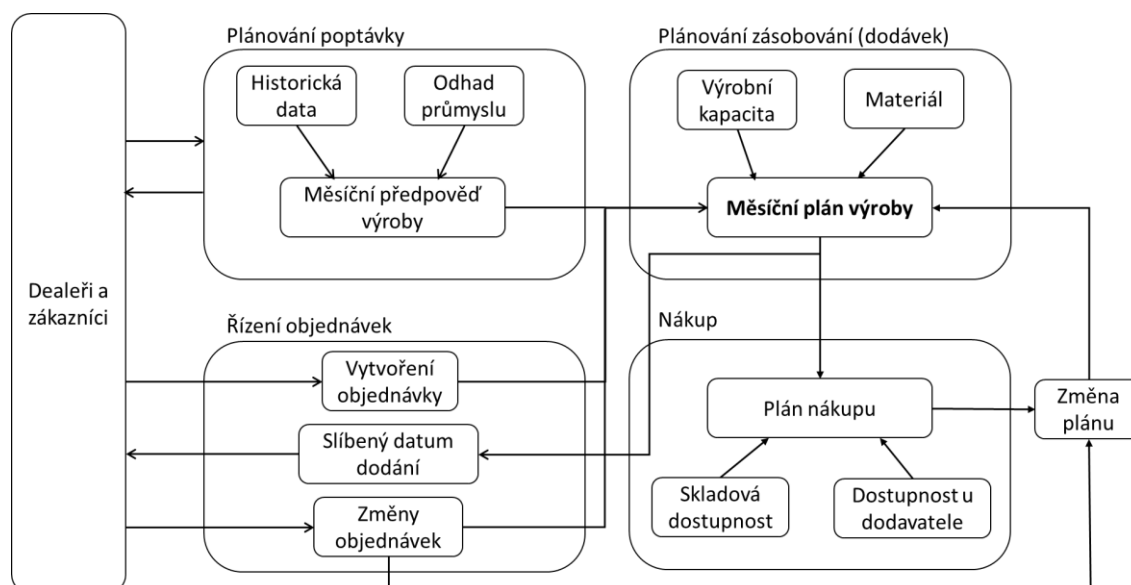 Plánování poptávky
Plánování zásobování (dodávek)
Historická
data
Odhad
průmyslu
Výrobní
kapacita
Materiál
Měsíční předpověď
výroby
Měsíční plán výroby
Dealeři a
zákazníci
Řízení objednávek
Nákup
Vytvoření
objednávky
Plán nákupu
Změna
plánu
Slíbený datum
dodání
Skladová
dostupnost
Dostupnost u
dodavatele
Změny
objednávek